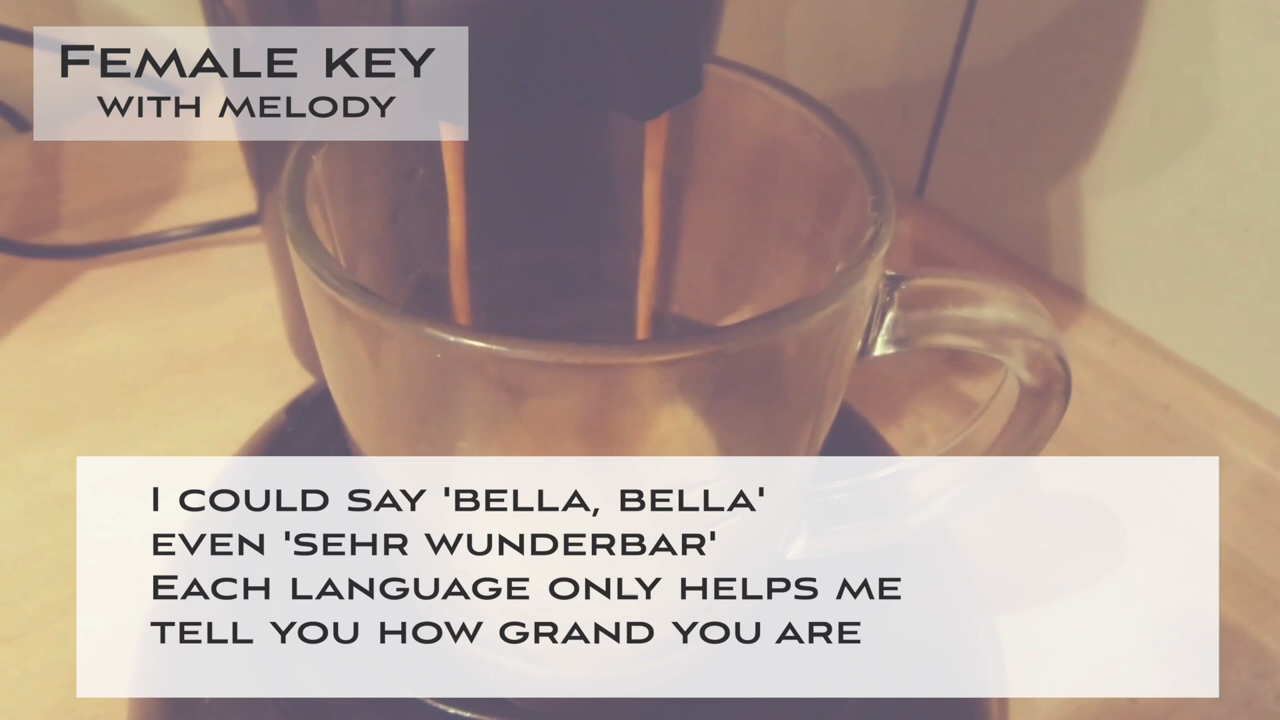 Female key
with melody
I could say 'bella, bella'
even 'sehr wunderbar'
Each language only helps me
tell you how grand you are